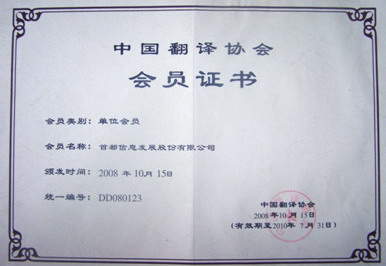 中国翻译协会
会员证书
会员类别：单位会员
会员名称：首都信息发展股份有限公司
颁发时间：2008 年 10月 15日
统一编号：DD080123
中国翻译协会
2008年 10月 15日
（有效期至2010年 7月 31日）